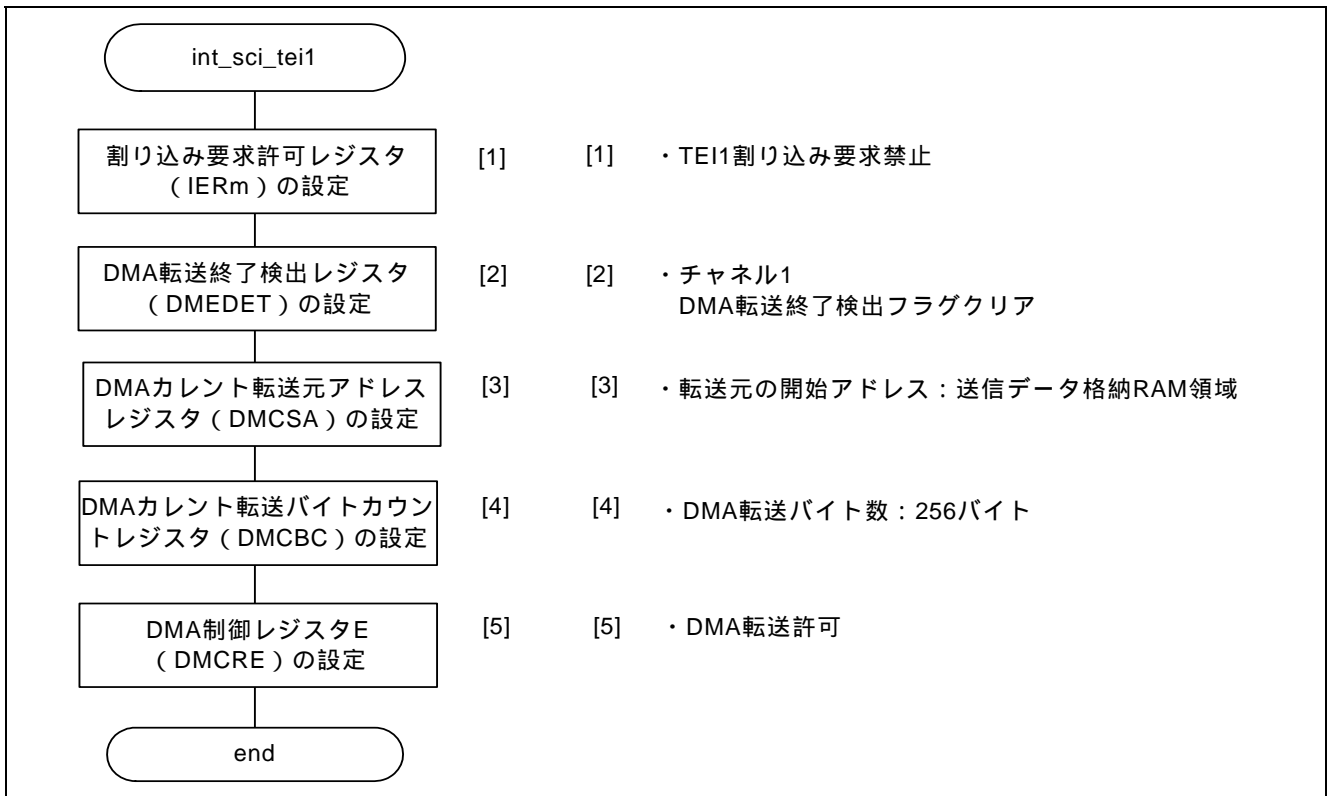 int_sci_tei1
割り込み要求許可レジスタ
（IERm）の設定
[1]
[1] ・TEI1割り込み要求禁止
DMA転送終了検出レジスタ
（DMEDET）の設定
[2]
[2] ・チャネル1
DMA転送終了検出フラグクリア
DMAカレント転送元アドレス
レジスタ（DMCSA）の設定
[3]
[3] ・転送元の開始アドレス：送信データ格納RAM領域
DMAカレント転送バイトカウン
トレジスタ（DMCBC）の設定
[4]
[4] ・DMA転送バイト数：256バイト
DMA制御レジスタE
（DMCRE）の設定
[5]
[5] ・DMA転送許可
end